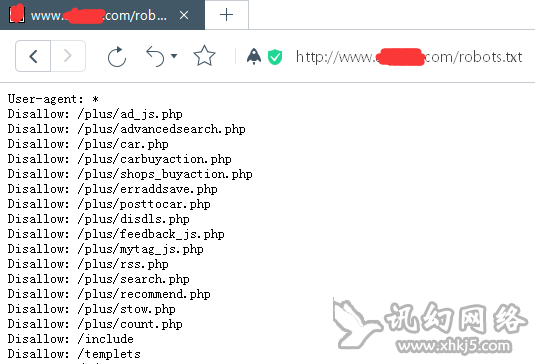 www.
.com/rob
http://www.
.com/robots.txt
User-agent: *
Disallow: /plus/ad_js.php
Disallow: /plus/advancedsearch.php
Disallow: /plus/car.php
Disallow: /plus/carbuyaction.php
Disallow: /plus/shops_buyaction.php
Disallow: /plus/erraddsave.php
Disallow: /plus/posttocar.php
Disallow: /plus/disdls.php
Disallow: /plus/feedback_js.php
Disallow: /plus/mytag_js.php
Disallow: /plus/rss.php
Disallow: /plus/search.php
Disallow: /plus/recommend.php
Disallow: /plus/stow.php
Disallow: /plus/count.php
Disallow: /include
Disallow: /templets
讯幻网络
www.xhkj5.com